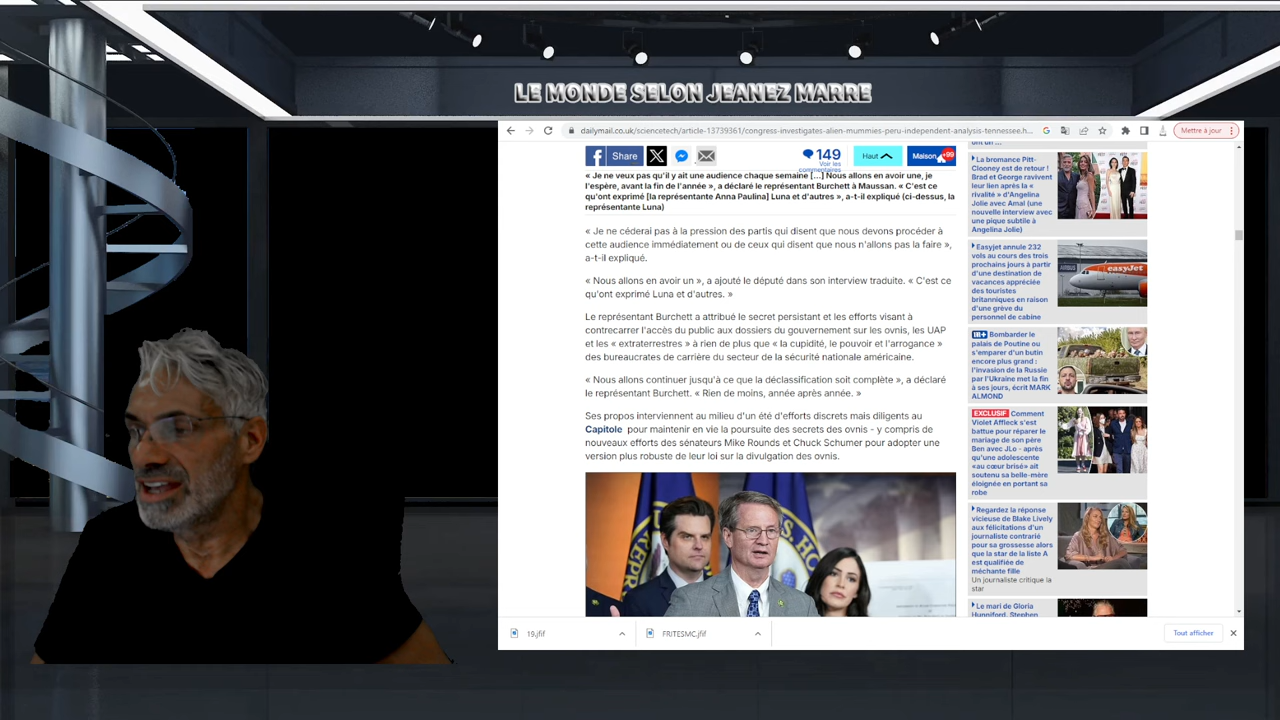 LE MONDE SELON JEANEZ MARRE
dailymail.co.uk/sciencetech/article-13739361/congress-investigates-alien-mummies-peru-independent-analysis-tennessee.h...
Mettre à jour
Share
149
Voir les
commentaires
Haut
Maison
+99
« Je ne veux pas qu'il y ait une audience chaque semaine [...] Nous allons en avoir une, je
l'espère, avant la fin de l'année », a déclaré le représentant Burchett à Maussan. « C'est ce
qu'ont exprimé [la représentante Anna Paulina] Luna et d'autres », a-t-il expliqué (ci-dessus, la
représentante Luna)
« Je ne céderai pas à la pression des partis qui disent que nous devons procéder à
cette audience immédiatement ou de ceux qui disent que nous n'allons pas la faire »,
a-t-il expliqué.
« Nous allons en avoir un », a ajouté le député dans son interview traduite. « C'est ce
qu'ont exprimé Luna et d'autres. »
Le représentant Burchett a attribué le secret persistant et les efforts visant à
contrecarrer l'accès du public aux dossiers du gouvernement sur les ovnis, les UAP
et les « extraterrestres » à rien de plus que « la cupidité, le pouvoir et l'arrogance »
des bureaucrates de carrière du secteur de la sécurité nationale américaine.
« Nous allons continuer jusqu'à ce que la déclassification soit complète », a déclaré
le représentant Burchett. « Rien de moins, année après année. »
Ses propos interviennent au milieu d'un été d'efforts discrets mais diligents au
Capitole pour maintenir en vie la poursuite des secrets des ovnis - y compris de
nouveaux efforts des sénateurs Mike Rounds et Chuck Schumer pour adopter une
version plus robuste de leur loi sur la divulgation des ovnis.
ont un ...
La bromance Pitt-
Clooney est de retour !
Brad et George ravivent
leur lien après la «
rivalité » d'Angelina
Jolie avec Amal (une
nouvelle interview avec
une pique subtile à
Angelina Jolie)
Easyjet annule 232
vols au cours des trois
prochains jours à partir
d'une destination de
vacances appréciée
des touristes
britanniques en raison
d'une grève du
personnel de cabine
easyJet
Bombarder le
palais de Poutine ou
s'emparer d'un butin
encore plus grand :
l'invasion de la Russie
par l'Ukraine met la fin
à ses jours, écrit MARK
ALMOND
EXCLUSIF Comment
Violet Affleck s'est
battue pour réparer le
mariage de son père
Ben avec JLo - après
qu'une adolescente
«au cœur brisé» ait
soutenu sa belle-mère
éloignée en portant sa
robe
Regardez la réponse
vicieuse de Blake Lively
aux félicitations d'un
journaliste contrarié
pour sa grossesse alors
que la star de la liste A
est qualifiée de
méchante fille
Un journaliste critique la
star
Le mari de Gloria
Hunniford, Stephen
19.jfif
FRITESMC.jfif
Tout afficher